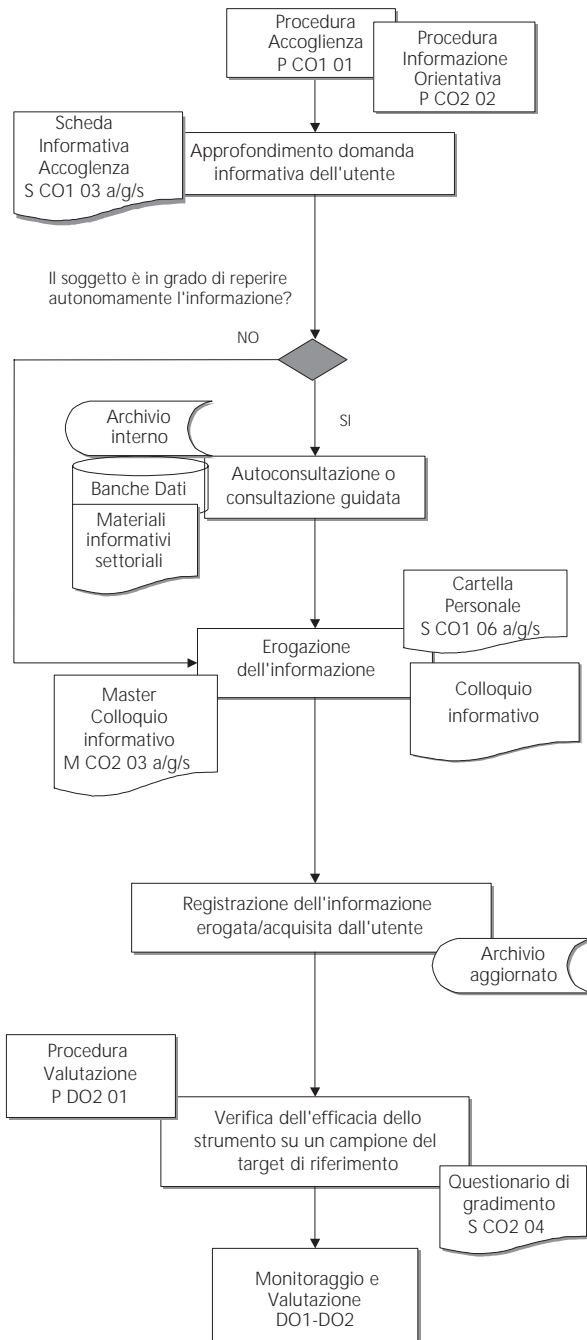 Procedura
Accoglienza
P CO1 01
Procedura
Informazione
Orientativa
P CO2 02
Scheda
Informativa
Accoglenza
S CO1 03 a/g/s
Approfondimento domanda
informativa dell'utente
Il soggetto è in grado di reperire
autonomamente l'informazione?
NO
SI
Archivio
interno
Banche Dati
Materiali
informativi
settoriali
Autoconsultazione o
consultazione guidata
Cartella
Personale
S CO1 06 a/g/s
Erogazione
dell'informazione
Master
Colloquio
informativo
M CO2 03 a/g/s
Colloquio
informativo
Registrazione dell'informazione
erogata/acquisita dall'utente
Archivio
aggiornato
Procedura
Valutazione
P DO2 01
Verifica dell'efficacia dello
strumento su un campione del
target di riferimento
Questionario di
gradimento
S CO2 04
Monitoraggio e
Valutazione
DO1-DO2